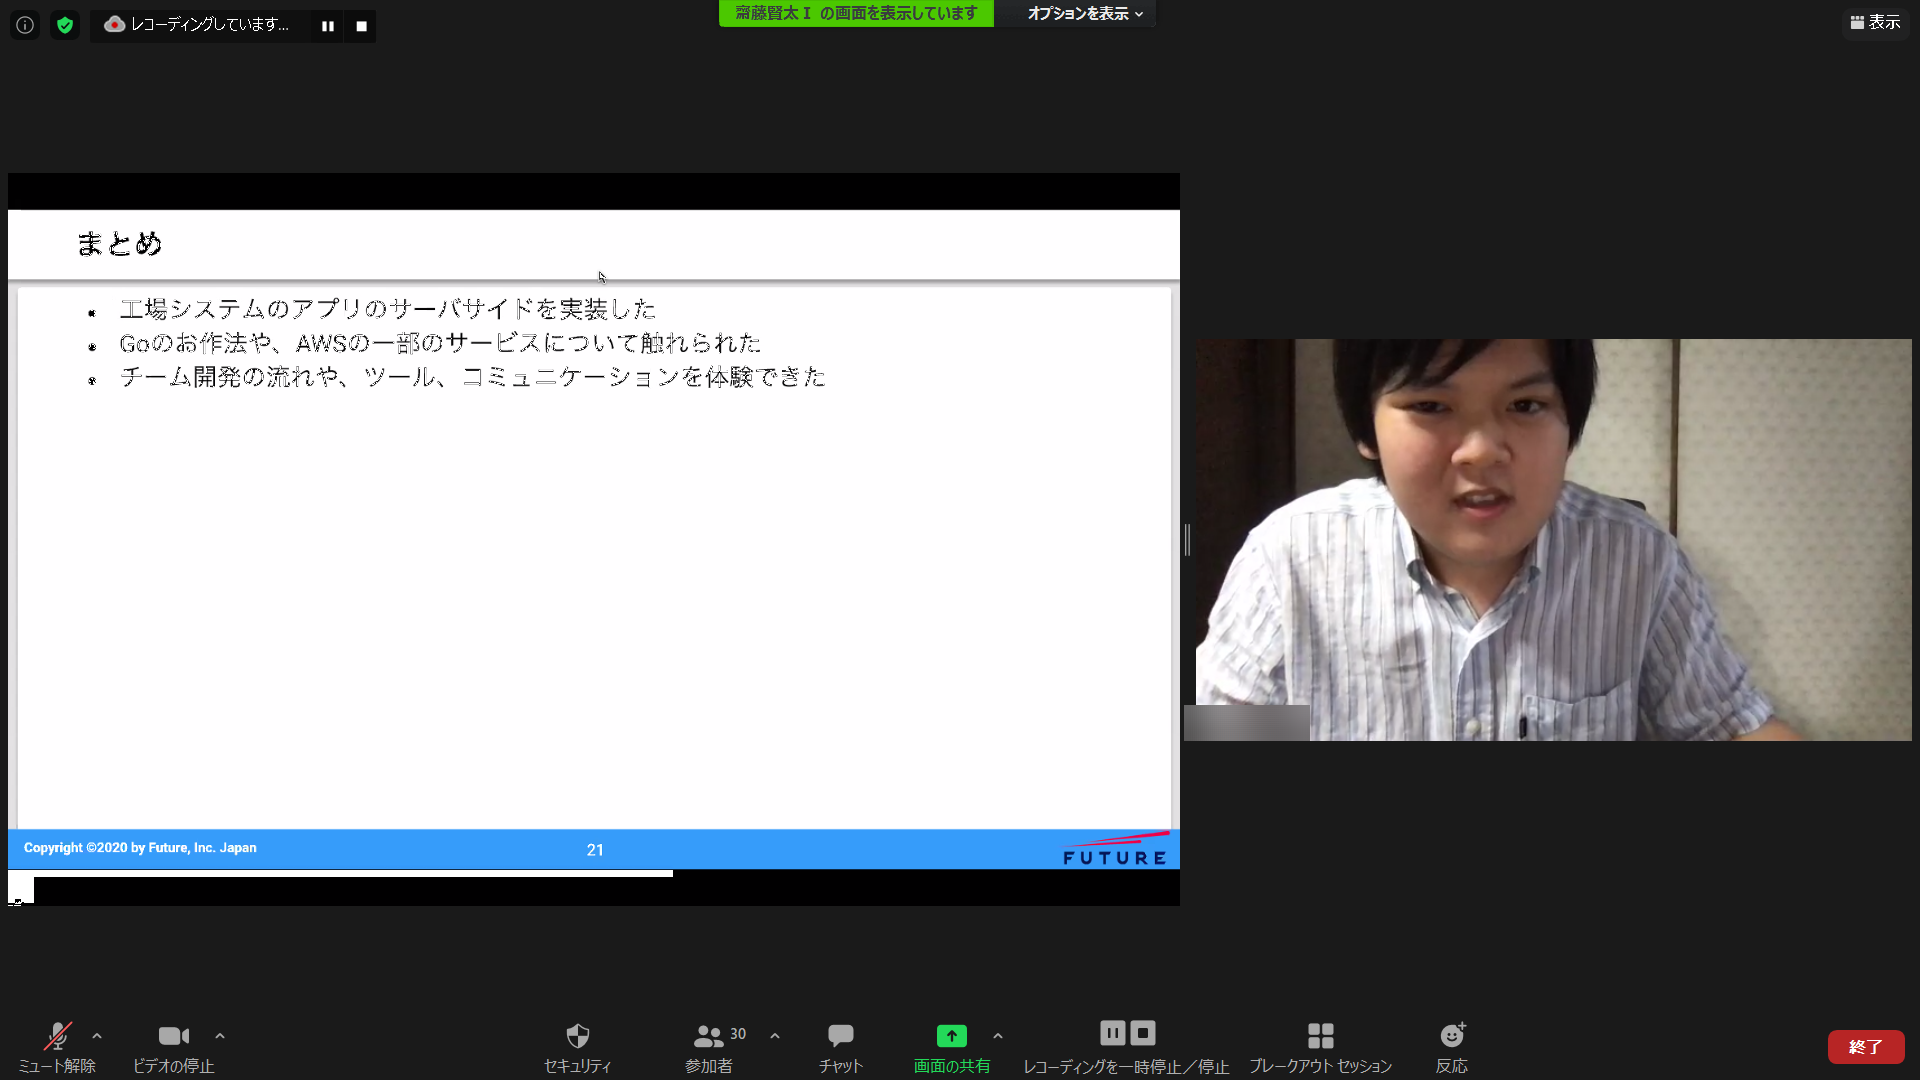 レコーディングしています...
齋藤賢太 I の画面を表示しています
オプションを表示
表示
まとめ
工場システムのアプリのサーバサイドを実装した
Goのお作法や、AWSの一部のサービスについて触れられた
チーム開発の流れや、ツール、コミュニケーションを体験できた
Copyright ©2020 by Future, Inc. Japan
21
FUTURE
ミュート解除
ビデオの停止
セキュリティ
30
参加者
チャット
画面の共有
レコーディングを一時停止／停止
ブレークアウト セッション
反応
終了